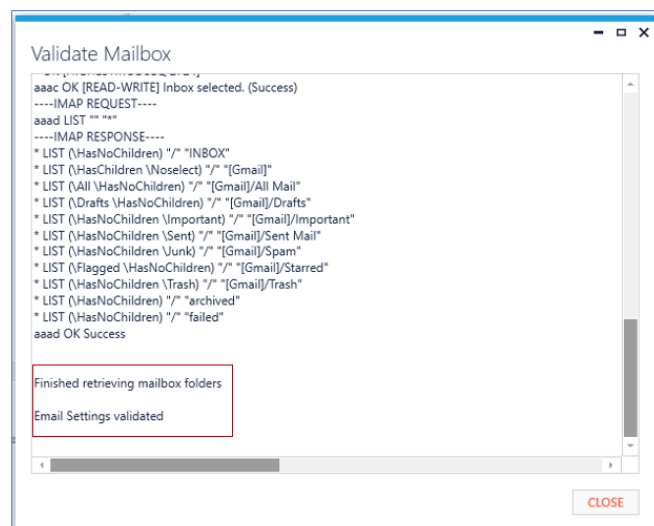 Validate Mailbox
aaac OK [READ-WRITE] Inbox selected. (Success)
----IMAP REQUEST----
aaad LIST "" "*"
----IMAP RESPONSE----
* LIST (\HasNoChildren) "/" "INBOX"
* LIST (\HasChildren \Noselect) "/" "[Gmail]"
* LIST (\All \HasNoChildren) "/" "[Gmail]/All Mail"
* LIST (\Drafts \HasNoChildren) "/" "[Gmail]/Drafts"
* LIST (\HasNoChildren \Important) "/" "[Gmail]/Important"
* LIST (\HasNoChildren \Sent) "/" "[Gmail]/Sent Mail"
* LIST (\HasNoChildren \Junk) "/" "[Gmail]/Spam"
* LIST (\Flagged \HasNoChildren) "/" "[Gmail]/Starred"
* LIST (\HasNoChildren \Trash) "/" "[Gmail]/Trash"
* LIST (\HasNoChildren) "/" "archived"
* LIST (\HasNoChildren) "/" "failed"
aaad OK Success
Finished retrieving mailbox folders
Email Settings validated
CLOSE